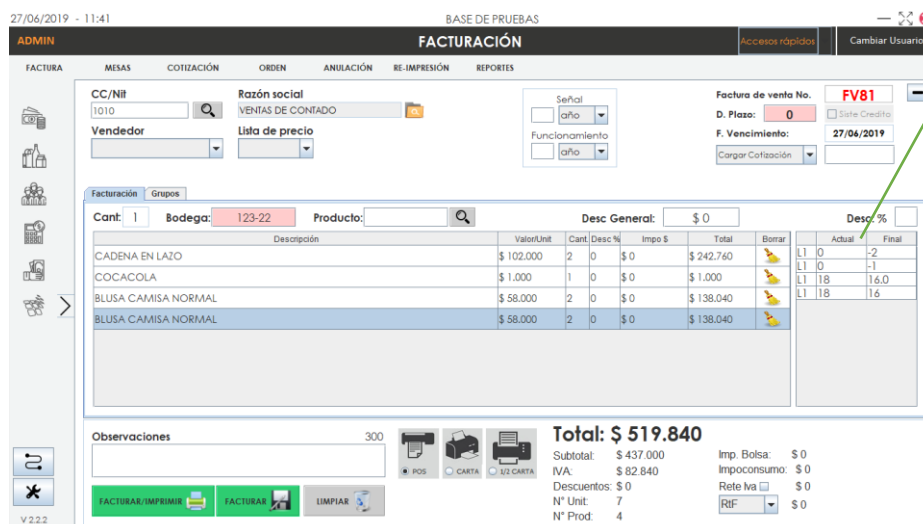 27/06/2019 - 11:41 BASE DE PRUEBAS
ADMIN FACTURACIÓN Accesos rápidos Cambiar Usuario
FACTURA MESAS COTIZACIÓN ORDEN ANULACIÓN RE-IMPRESIÓN REPORTES
CC/Nit Razón social
1010 VENTAS DE CONTADO
Vendedor Lista de precio
Señal
año
Funcionamiento
año
Factura de venta No. FV81
D. Plazo: 0 Siste Credito
F. Vencimiento: 27/06/2019
Cargar Cotización
Facturación Grupos
Cant: 1 Bodega: 123-22 Producto: Desc General: $ 0 Desc. %
Descripción Valor/Unit Cant Desc % Impo $ Total Borrar Actual Final
CADENA EN LAZO $ 102.000 2 0 $ 0 $ 242.760 L1 0 -2
COCACOLA $ 1.000 1 0 $ 0 $ 1.000 L1 0 -1
BLUSA CAMISA NORMAL $ 58.000 2 0 $ 0 $ 138.040 L1 18 16.0
BLUSA CAMISA NORMAL $ 58.000 2 0 $ 0 $ 138.040 L1 18 16
Observaciones 300
POS CARTA 1/2 CARTA
FACTURAR/IMPRIMIR FACTURAR LIMPIAR
Total: $ 519.840
Subtotal: $ 437.000 Imp. Bolsa: $ 0
IVA: $ 82.840 Impoconsumo: $ 0
Descuentos: $ 0 Rete Iva $ 0
N° Unit: 7 RtF $ 0
N° Prod: 4
V 2.2.2